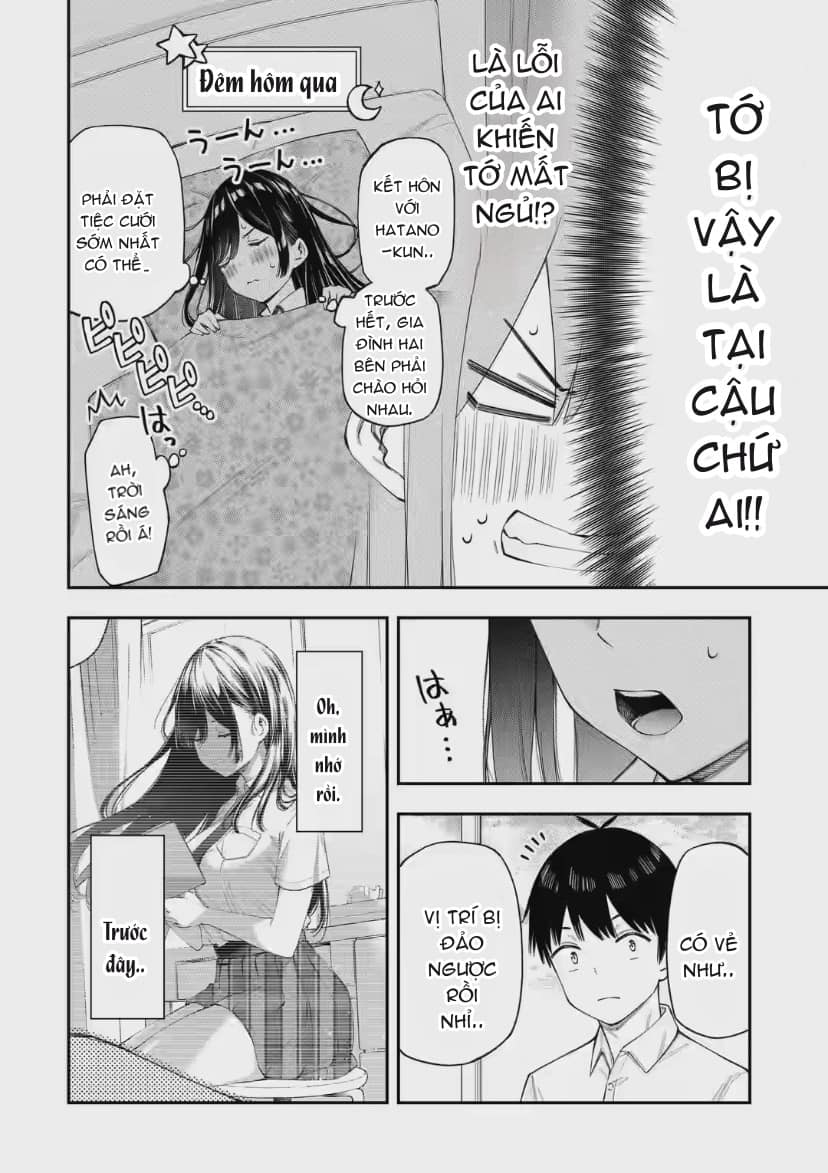 TỚ
BỊ
VẬY
LÀ
TẠI
CẬU
CHỨ
AI!!
LÀ LỖI
CỦA AI
KHIẾN
TỚ MẤT
NGỦ!?
Đêm hôm qua
うーん…
うーん…
KẾT HÔN
VỚI
HATANO
-KUN..
TRƯỚC
HẾT, GIA
ĐÌNH HAI
BÊN PHẢI
CHÀO HỎI
NHAU.
PHẢI ĐẶT
TIỆC CƯỚI
SỚM NHẤT
CÓ THỂ..
ピピピピ…
はっ
AH,
TRỜI
SÁNG
RỒI Á!
はぁ…
CÓ VẺ
NHƯ..
VỊ TRÍ BỊ
ĐẢO
NGƯỢC
RỒI
NHỈ..
Oh,
mình
nhớ
rồi.
Trước
đây..